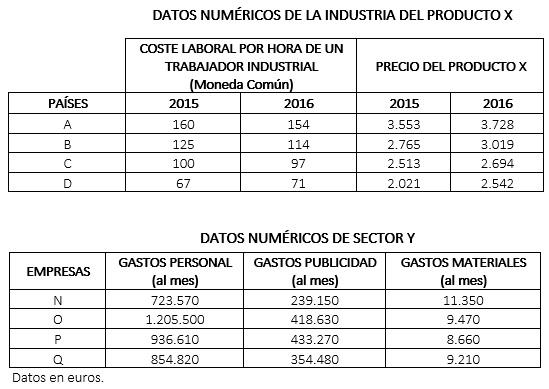 DATOS NUMÉRICOS DE LA INDUSTRIA DEL PRODUCTO X
COSTE LABORAL POR HORA DE UN TRABAJADOR INDUSTRIAL (Moneda Común) PRECIO DEL PRODUCTO X
PAÍSES 2015 2016 2015 2016
A 160 154 3.553 3.728
B 125 114 2.765 3.019
C 100 97 2.513 2.694
D 67 71 2.021 2.542
DATOS NUMÉRICOS DE SECTOR Y
EMPRESAS GASTOS PERSONAL (al mes) GASTOS PUBLICIDAD (al mes) GASTOS MATERIALES (al mes)
N 723.570 239.150 11.350
O 1.205.500 418.630 9.470
P 936.610 433.270 8.660
Q 854.820 354.480 9.210
Datos en euros.